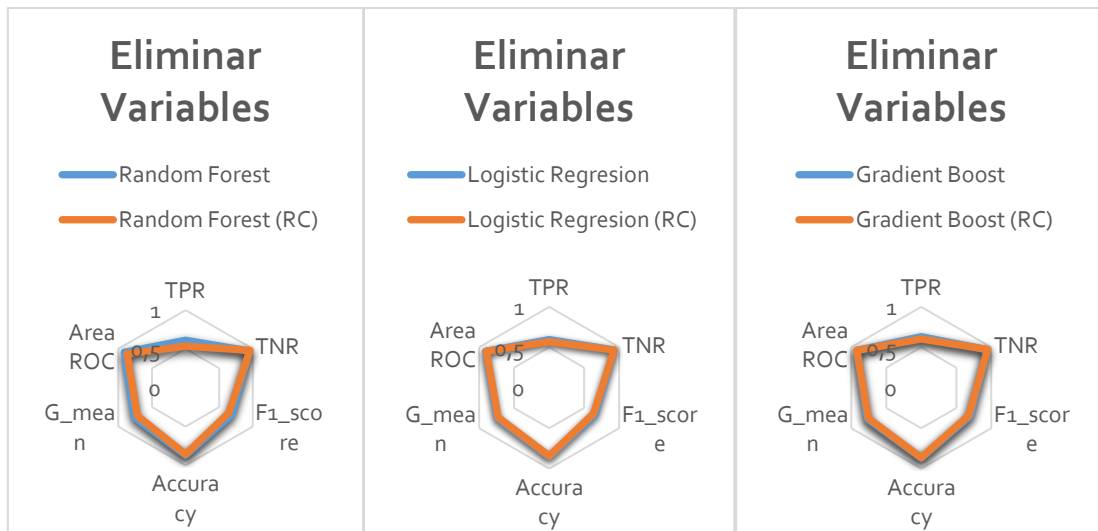 Eliminar
Variables
Random Forest
Random Forest (RC)
TPR
1
Area
ROC
0,5
TNR
0
G_mea
n
F1_sco
re
Accura
cy
Eliminar
Variables
Logistic Regresion
Logistic Regresion (RC)
TPR
1
Area
ROC
0,5
TNR
0
G_mea
n
F1_scor
e
Accura
cy
Eliminar
Variables
Gradient Boost
Gradient Boost (RC)
TPR
1
Area
ROC
0,5
TNR
0
G_mea
n
F1_scor
e
Accura
cy